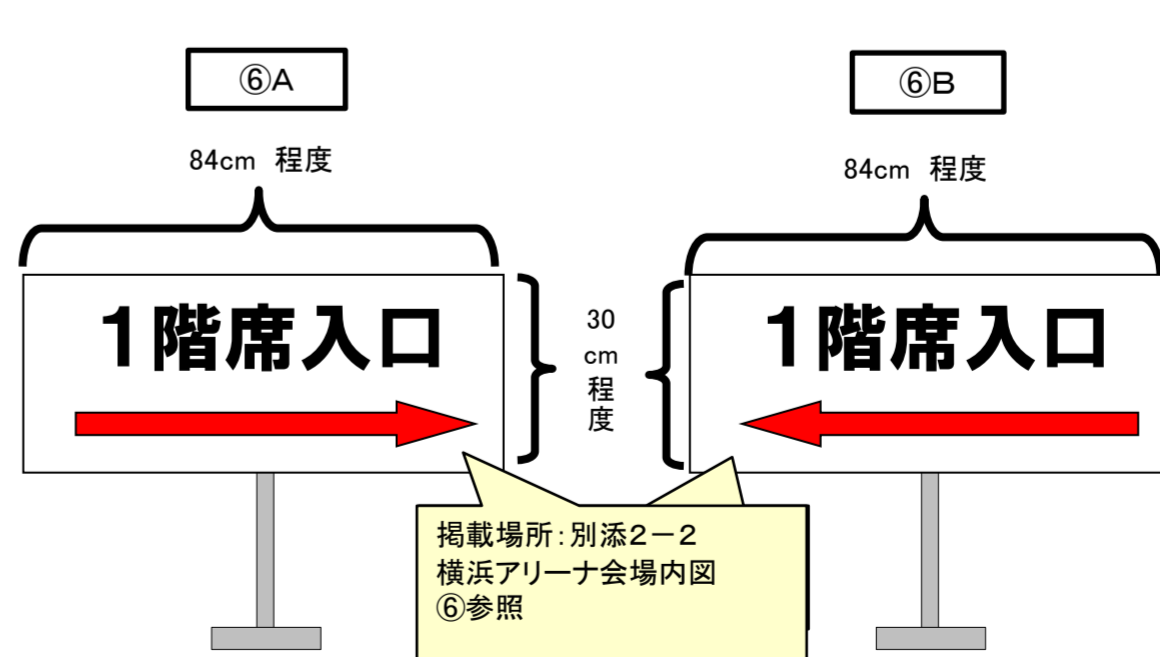 ⑥A
⑥B
84cm 程度
84cm 程度
1階席入口
30
cm
程
度
1階席入口
掲載場所：別添２－２
横浜アリーナ会場内図
⑥参照